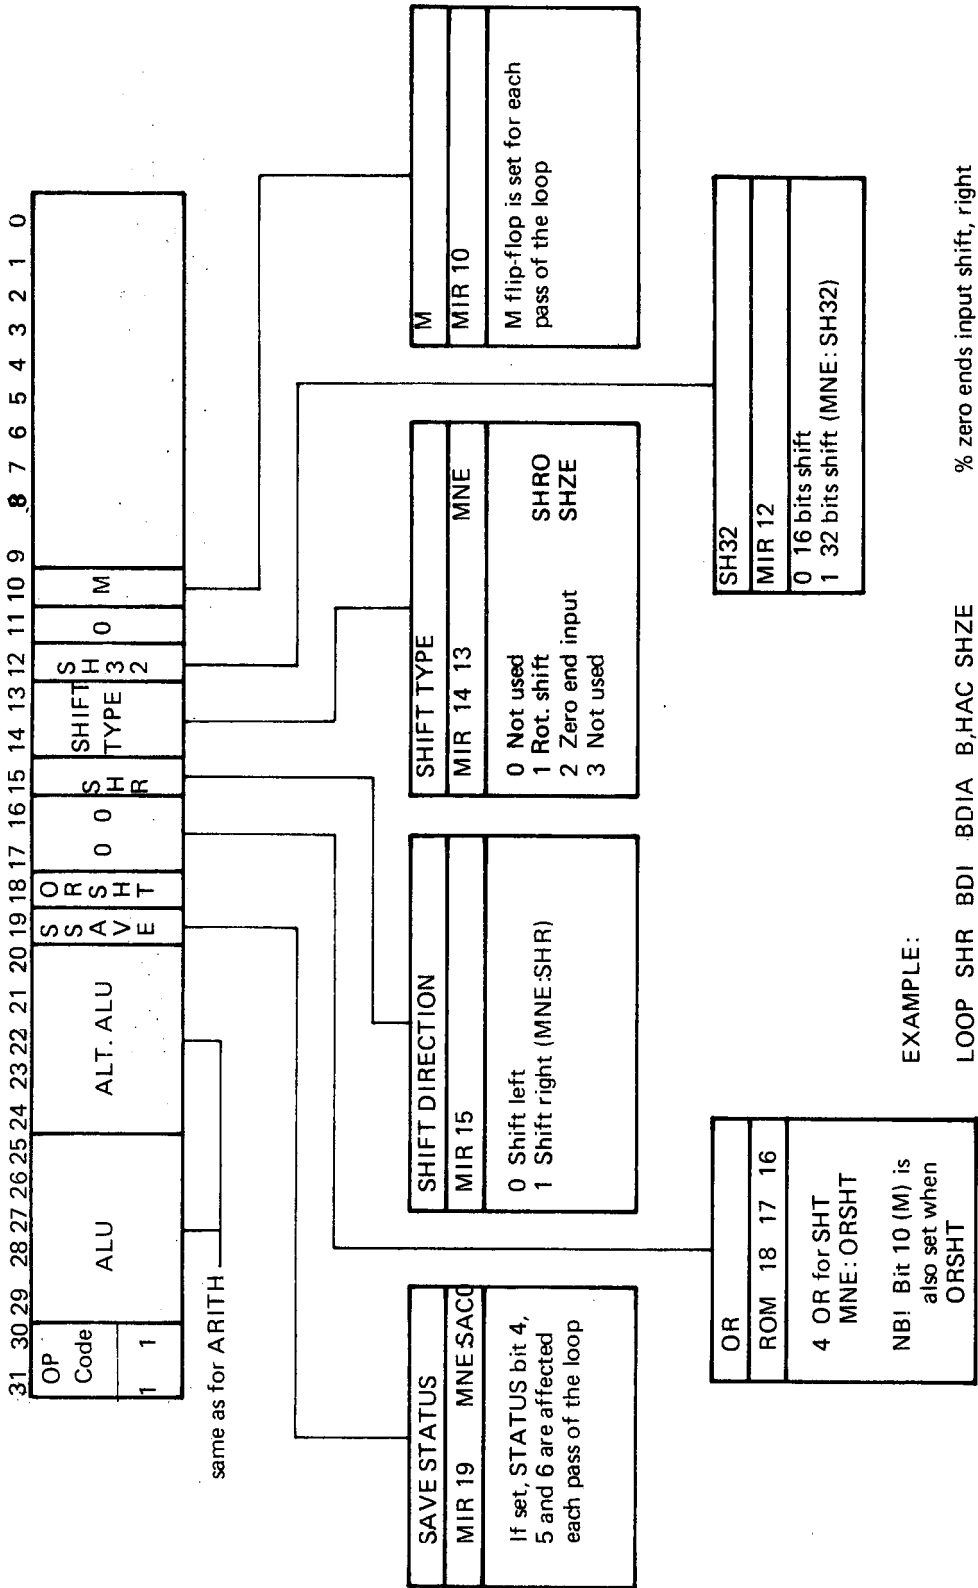 31 30 29 28 27 26 25 24 23 22 21 20 19 18 17 16 15 14 13 12 11 10 9 8 7 6 5 4 3 2 1 0
OP Code
1 1
ALU
ALT. ALU
SSAVE
ORSHT
0 0
SHR
SHIFT TYPE
SH32
0
M
same as for ARITH
SAVE STATUS
MIR 19 MNE:SACO
If set, STATUS bit 4,
5 and 6 are affected
each pass of the loop
SHIFT DIRECTION
MIR 15
0 Shift left
1 Shift right (MNE:SHR)
SHIFT TYPE
MIR 14 13 MNE
0 Not used
1 Rot. shift SHRO
2 Zero end input SHZE
3 Not used
M
MIR 10
M flip-flop is set for each
pass of the loop
OR
ROM 18 17 16
4 OR for SHT
MNE: ORSHT
NB! Bit 10 (M) is
also set when
ORSHT
SH32
MIR 12
0 16 bits shift
1 32 bits shift (MNE: SH32)
EXAMPLE:
LOOP SHR BDI BDIA B,HAC SHZE % zero ends input shift, right